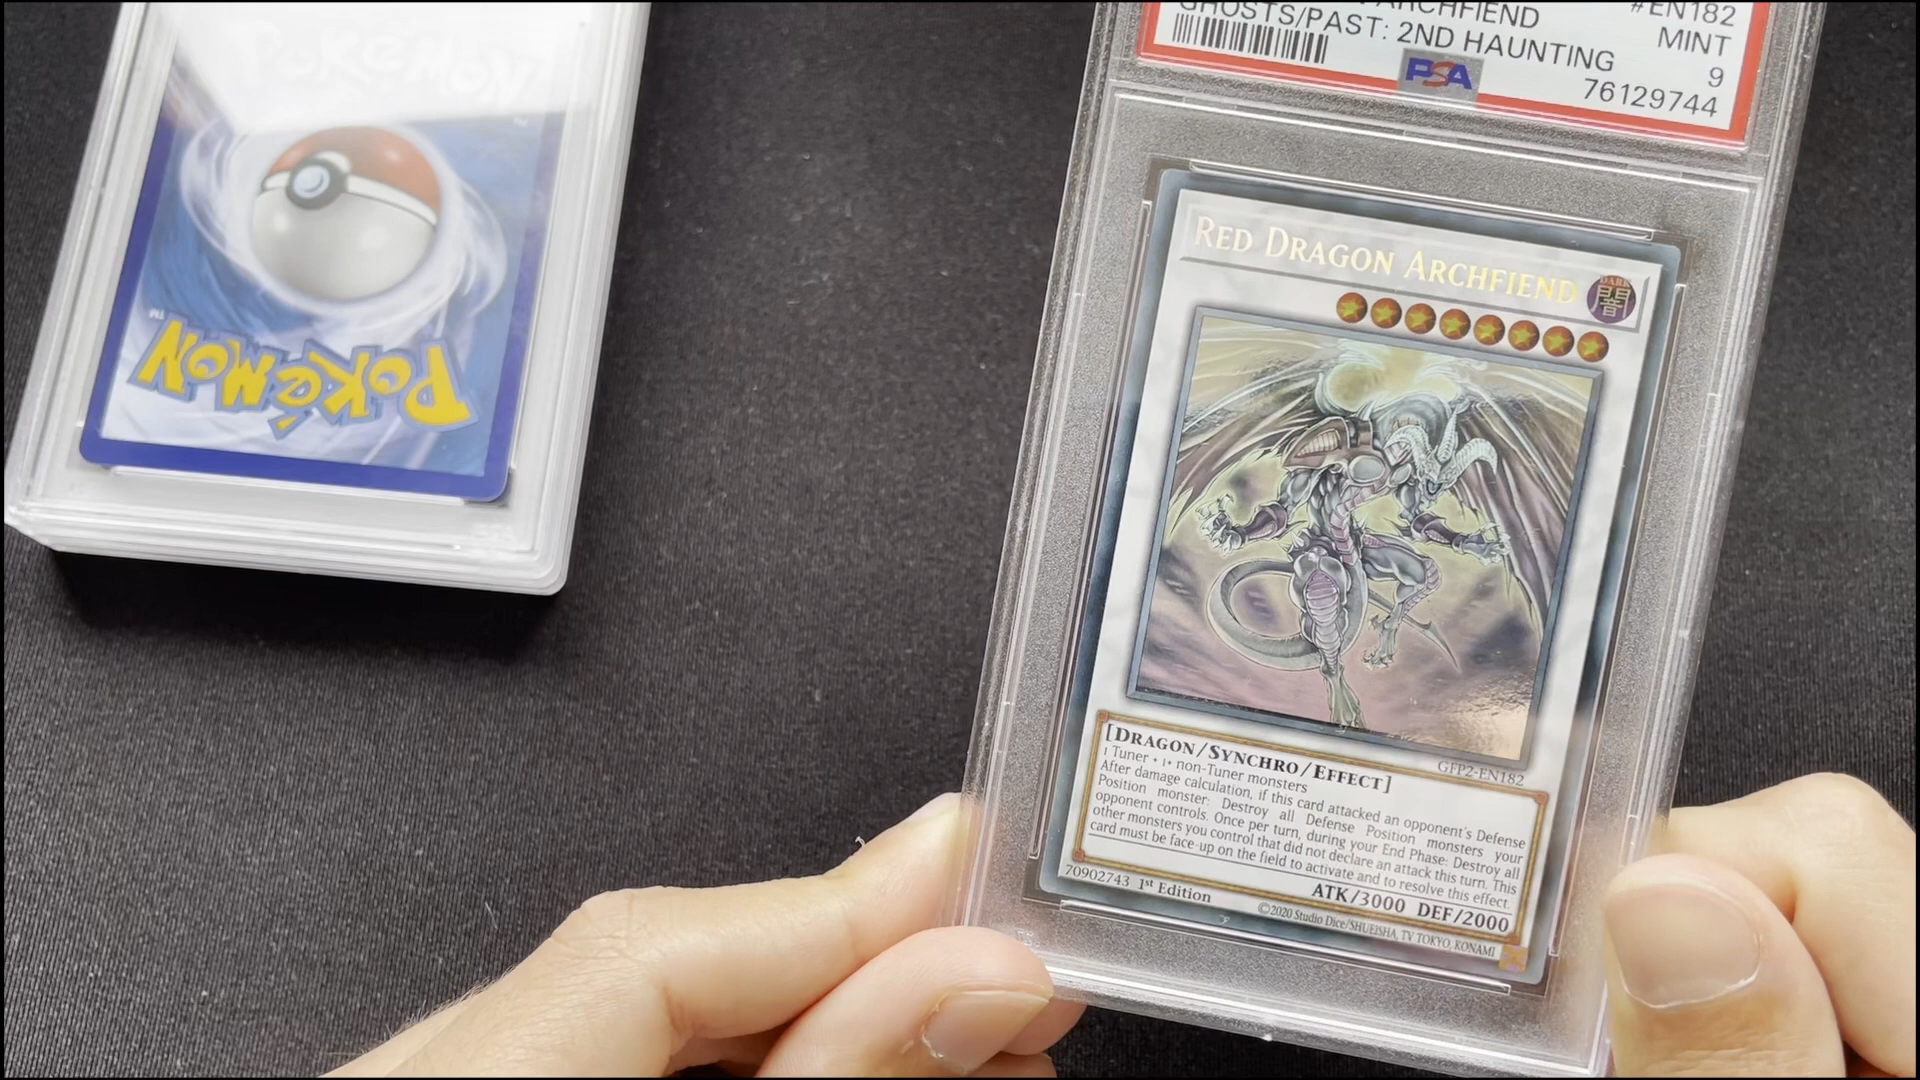 POKéMON
POKéMON
ARCHFIEND
#EN182
GHOSTS/PAST: 2ND HAUNTING
MINT
9
PSA
76129744
RED DRAGON ARCHFIEND
DARK
闇
GFP2-EN182
[DRAGON/SYNCHRO/EFFECT]
1 Tuner + 1+ non-Tuner monsters
After damage calculation, if this card attacked an opponent's Defense
Position monster: Destroy all Defense Position monsters your
opponent controls. Once per turn, during your End Phase: Destroy all
other monsters you control that did not declare an attack this turn. This
card must be face-up on the field to activate and to resolve this effect.
ATK/3000 DEF/2000
70902743 1st Edition
©2020 Studio Dice/SHUEISHA, TV TOKYO, KONAMI